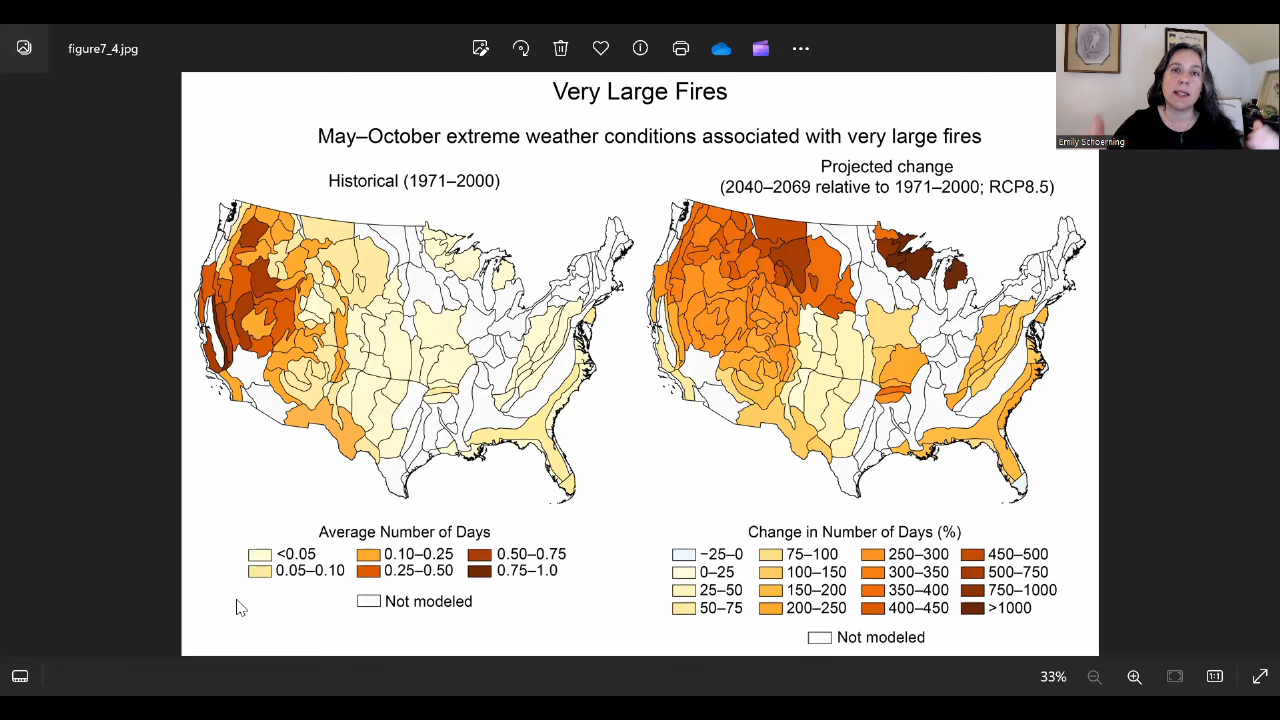 figure7_4.jpg
Very Large Fires
May–October extreme weather conditions associated with very large fires
Emily Schoerning
Historical (1971–2000)
Projected change
(2040–2069 relative to 1971–2000; RCP8.5)
Average Number of Days
<0.05
0.05–0.10
0.10–0.25
0.25–0.50
0.50–0.75
0.75–1.0
Not modeled
Change in Number of Days (%)
−25–0
0–25
25–50
50–75
75–100
100–150
150–200
200–250
250–300
300–350
350–400
400–450
450–500
500–750
750–1000
>1000
Not modeled
33%
1:1